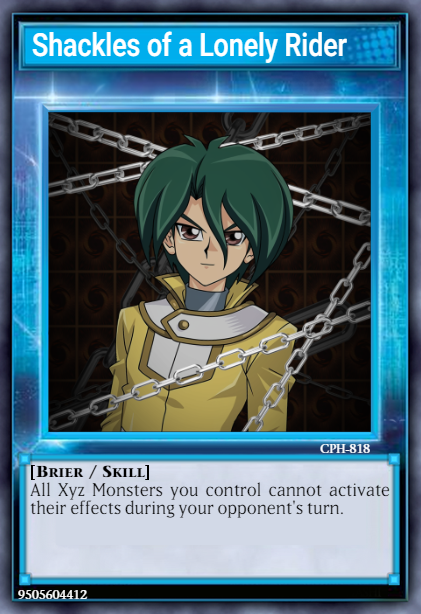 Shackles of a Lonely Rider
CPH-818
[Brier / Skill]
All Xyz Monsters you control cannot activate
their effects during your opponent's turn.
9505604412